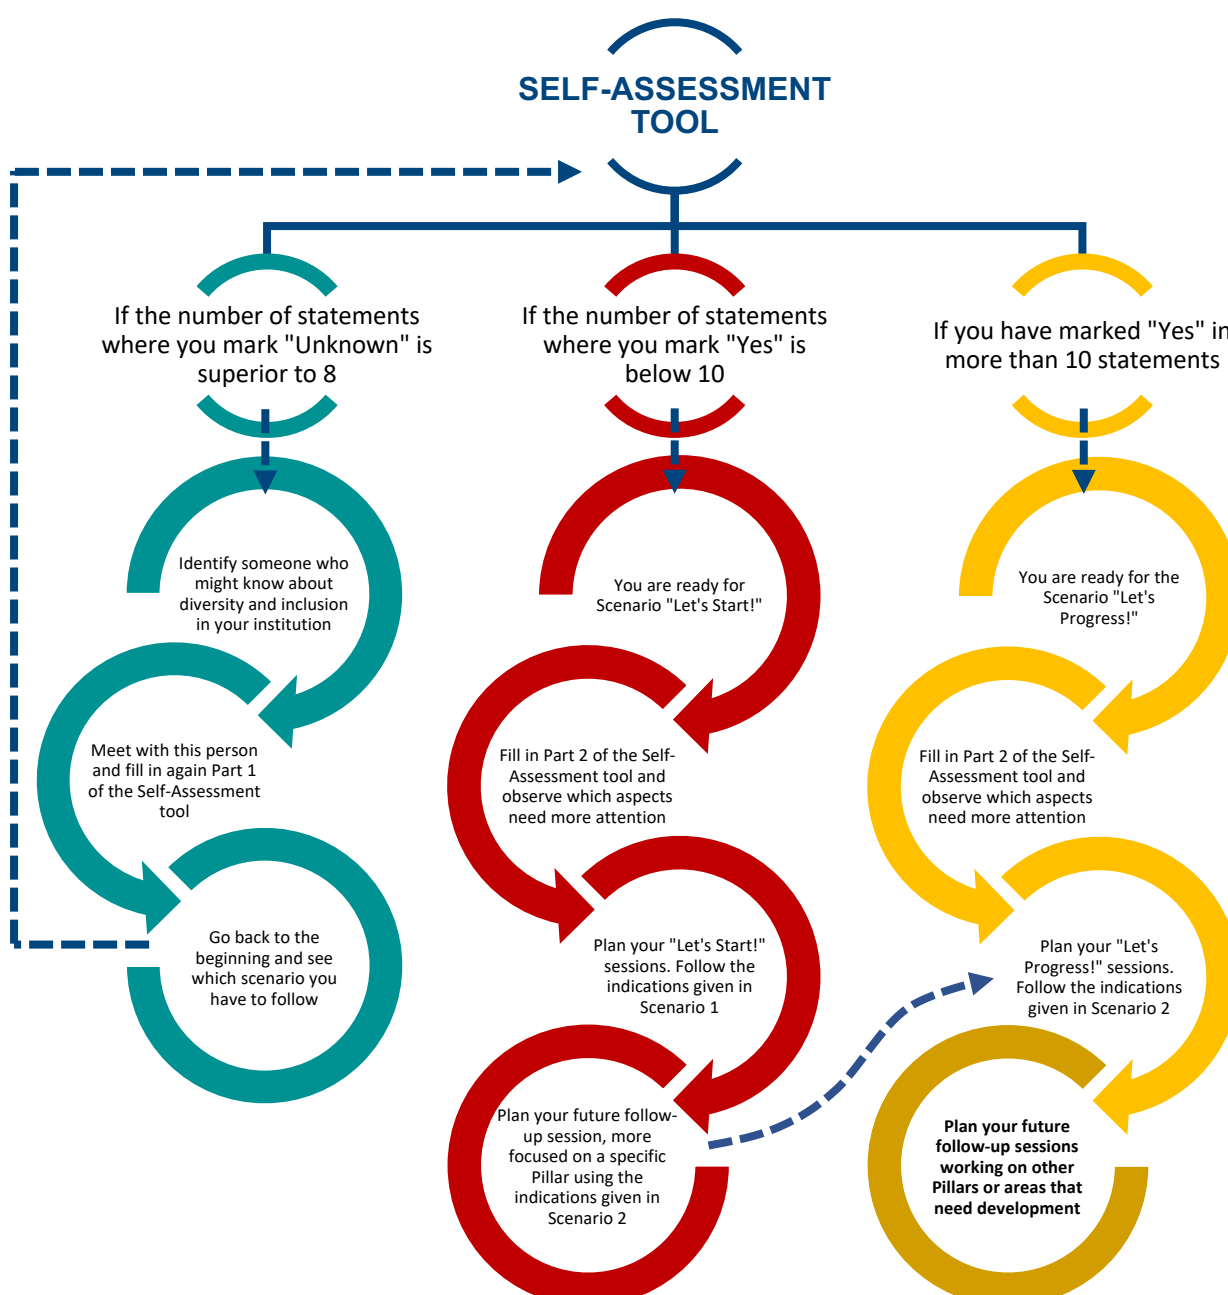 SELF-ASSESSMENT
TOOL
If the number of statements
where you mark "Unknown" is
superior to 8
Identify someone who
might know about
diversity and inclusion
in your institution
Meet with this person
and fill in again Part 1
of the Self-Assessment
tool
Go back to the
beginning and see
which scenario you
have to follow
If the number of statements
where you mark "Yes" is
below 10
You are ready for
Scenario "Let's Start!"
Fill in Part 2 of the Self-
Assessment tool and
observe which aspects
need more attention
Plan your "Let's Start!"
sessions. Follow the
indications given in
Scenario 1
Plan your future follow-
up session, more
focused on a specific
Pillar using the
indications given in
Scenario 2
If you have marked "Yes" in
more than 10 statements
You are ready for the
Scenario "Let's
Progress!"
Fill in Part 2 of the Self-
Assessment tool and
observe which aspects
need more attention
Plan your "Let's
Progress!" sessions.
Follow the indications
given in Scenario 2
Plan your future
follow-up sessions
working on other
Pillars or areas that
need development